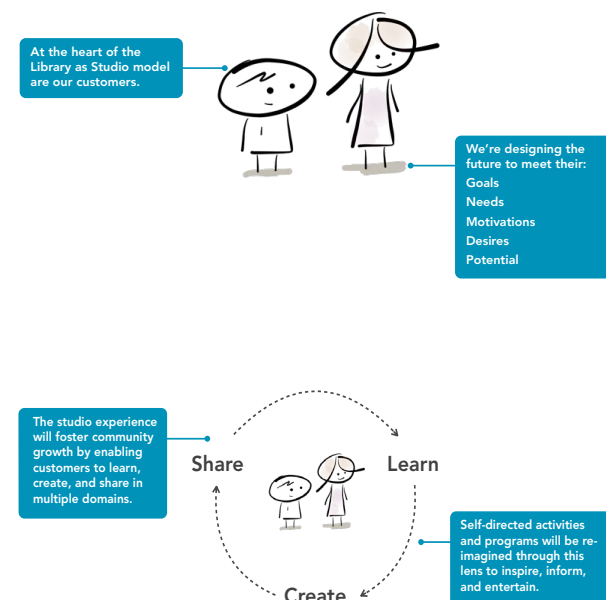 At the heart of the
Library as Studio model
are our customers.
We’re designing the
future to meet their:
Goals
Needs
Motivations
Desires
Potential
The studio experience
will foster community
growth by enabling
customers to learn,
create, and share in
multiple domains.
Share
Learn
Self-directed activities
and programs will be re-
imagined through this
lens to inspire, inform,
and entertain.
Create